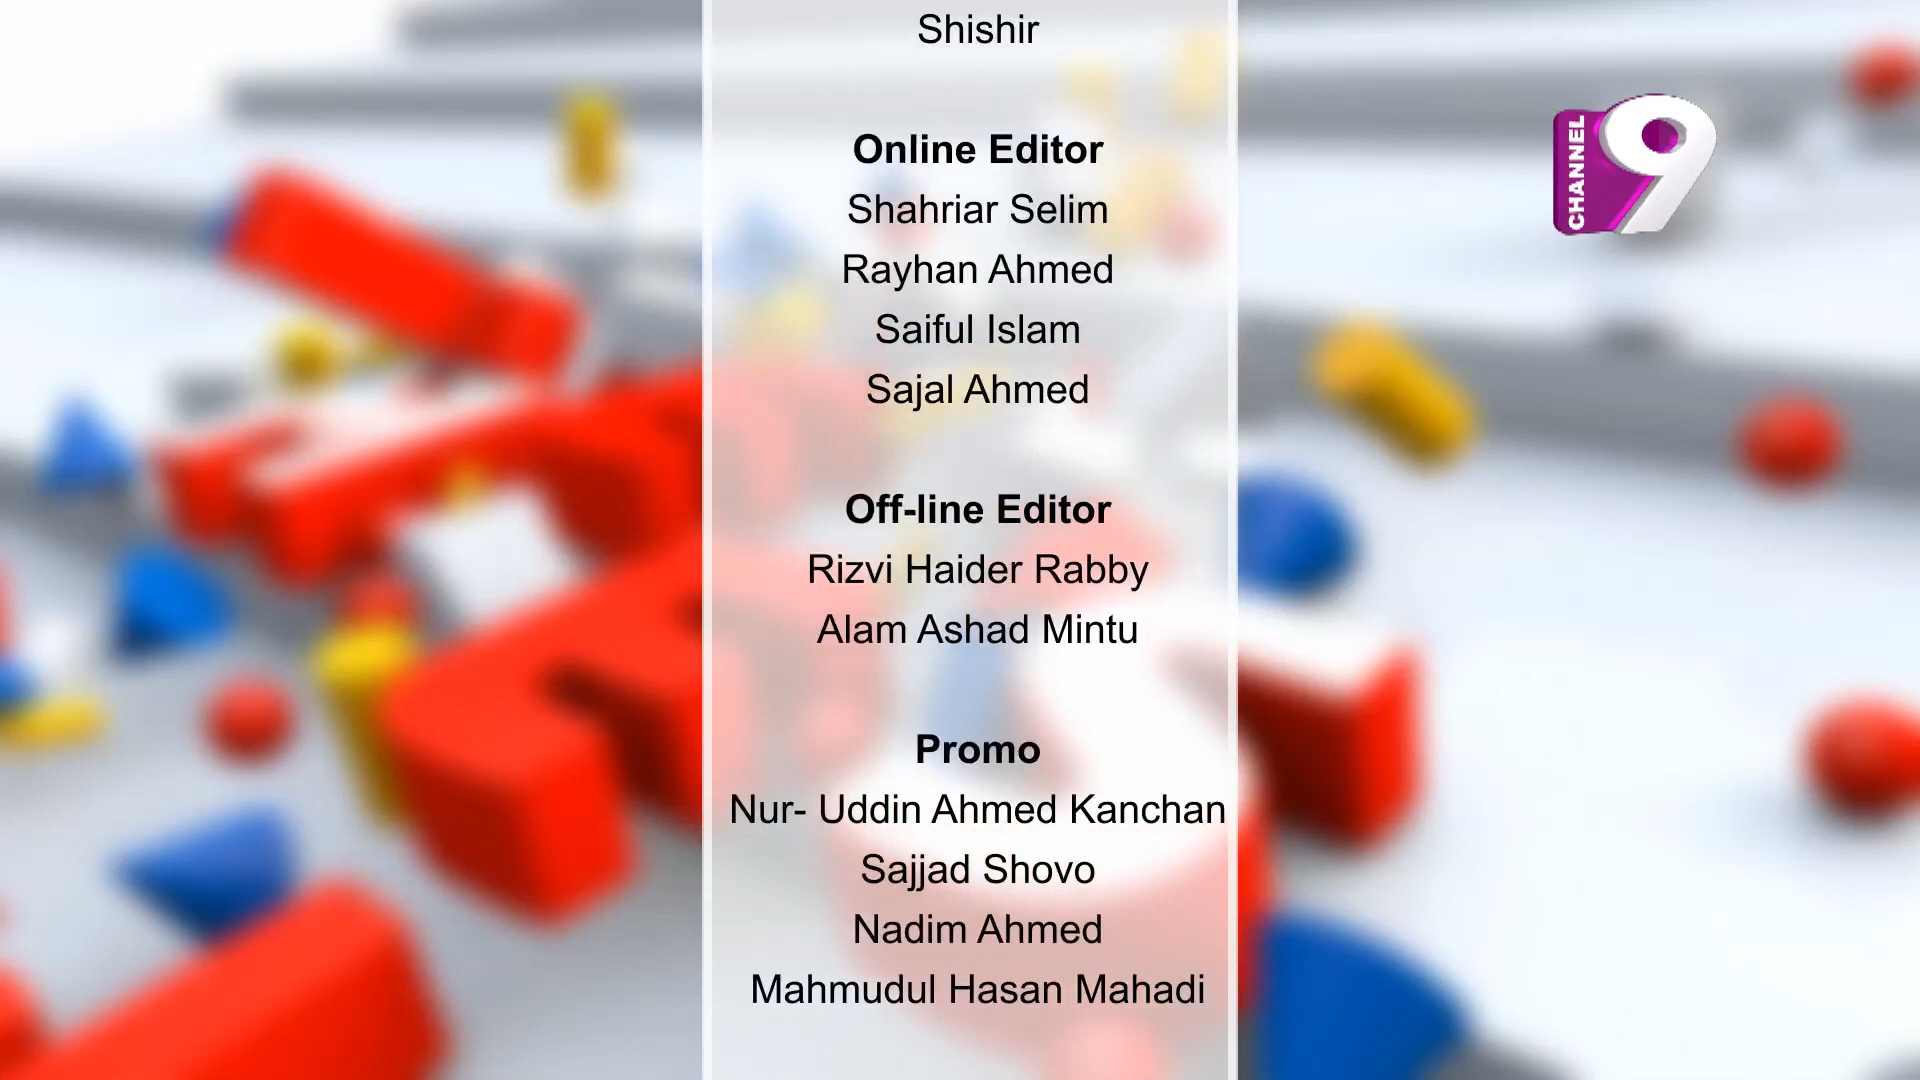 Shishir
Online Editor
Shahriar Selim
Rayhan Ahmed
Saiful Islam
Sajal Ahmed
Off-line Editor
Rizvi Haider Rabby
Alam Ashad Mintu
Promo
Nur- Uddin Ahmed Kanchan
Sajjad Shovo
Nadim Ahmed
Mahmudul Hasan Mahadi
CHANNEL 9